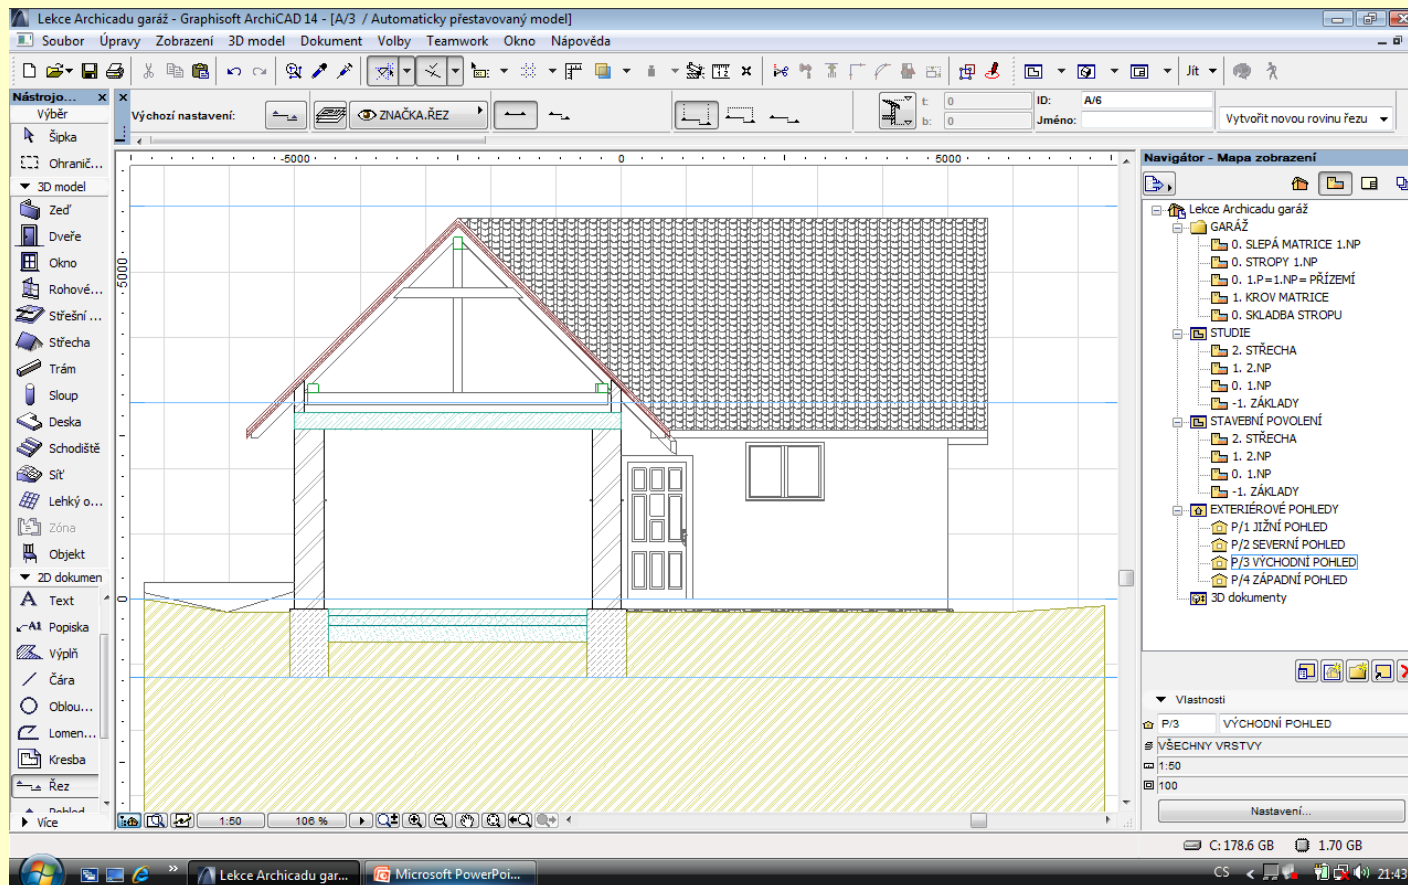 Lekce Archicadu garáž - Graphisoft ArchiCAD 14 - [A/3 / Automaticky přestavovaný model]
Soubor Úpravy Zobrazení 3D model Dokument Volby Teamwork Okno Nápověda
Jít
Nástrojo...
Výběr
Šipka
Ohranič...
3D model
Zeď
Dveře
Okno
Rohové...
Střešní ...
Střecha
Trám
Sloup
Deska
Schodiště
Síť
Lehký o...
Zóna
Objekt
2D dokumen
Text
Popiska
Výplň
Čára
Oblou...
Lomen...
Kresba
Řez
Pohled
Více
Výchozí nastavení:
ZNAČKA.ŘEZ
t: 0
b: 0
ID: A/6
Jméno:
Vytvořit novou rovinu řezu
-5000 0 5000
5000
0
1:50
106 %
Navigátor - Mapa zobrazení
Lekce Archicadu garáž
GARÁŽ
0. SLEPÁ MATRICE 1.NP
0. STROPY 1.NP
0. 1.P=1.NP= PŘÍZEMÍ
1. KROV MATRICE
0. SKLADBA STROPU
STUDIE
2. STŘECHA
1. 2.NP
0. 1.NP
-1. ZÁKLADY
STAVEBNÍ POVOLENÍ
2. STŘECHA
1. 2.NP
0. 1.NP
-1. ZÁKLADY
EXTERIÉROVÉ POHLEDY
P/1 JIŽNÍ POHLED
P/2 SEVERNÍ POHLED
P/3 VÝCHODNÍ POHLED
P/4 ZÁPADNÍ POHLED
3D dokumenty
Vlastnosti
P/3 VÝCHODNÍ POHLED
VŠECHNY VRSTVY
1:50
100
Nastavení...
C: 178.6 GB 1.70 GB
Lekce Archicadu gar...
Microsoft PowerPoi...
CS
21:43